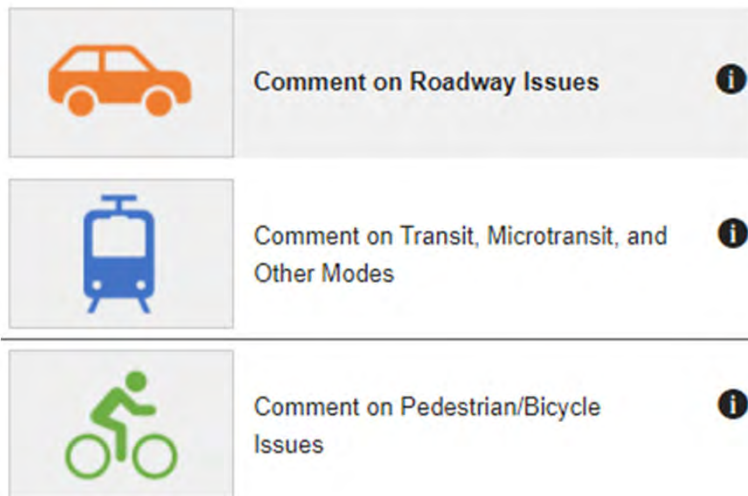 Comment on Roadway Issues
Comment on Transit, Microtransit, and
Other Modes
Comment on Pedestrian/Bicycle
Issues